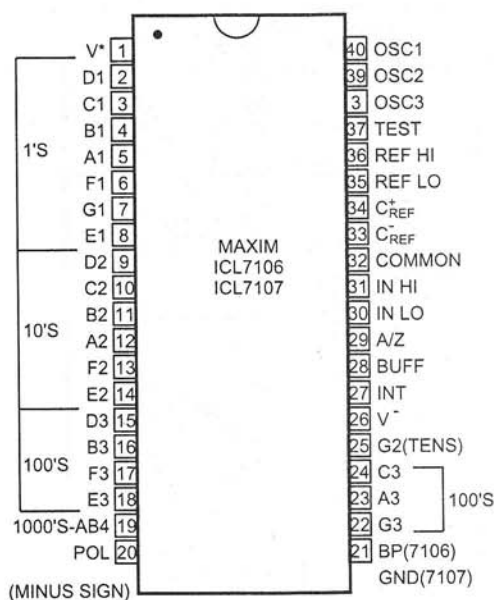 V* 1
D1 2
C1 3
B1 4
1'S
A1 5
F1 6
G1 7
E1 8
D2 9
C2 10
B2 11
10'S
A2 12
F2 13
E2 14
D3 15
B3 16
100'S
F3 17
E3 18
1000'S-AB4 19
POL 20
(MINUS SIGN)
MAXIM
ICL7106
ICL7107
40 OSC1
39 OSC2
3 OSC3
37 TEST
36 REF HI
35 REF LO
34 C+REF
33 C-REF
32 COMMON
31 IN HI
30 IN LO
29 A/Z
28 BUFF
27 INT
26 V-
25 G2(TENS)
24 C3
23 A3
100'S
22 G3
21 BP(7106)
GND(7107)